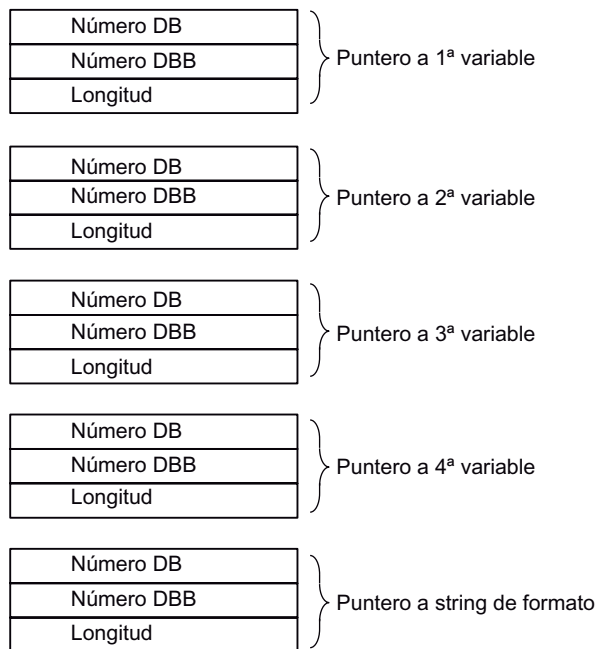 Número DB
Número DBB
Longitud
Puntero a 1ª variable
Número DB
Número DBB
Longitud
Puntero a 2ª variable
Número DB
Número DBB
Longitud
Puntero a 3ª variable
Número DB
Número DBB
Longitud
Puntero a 4ª variable
Número DB
Número DBB
Longitud
Puntero a string de formato